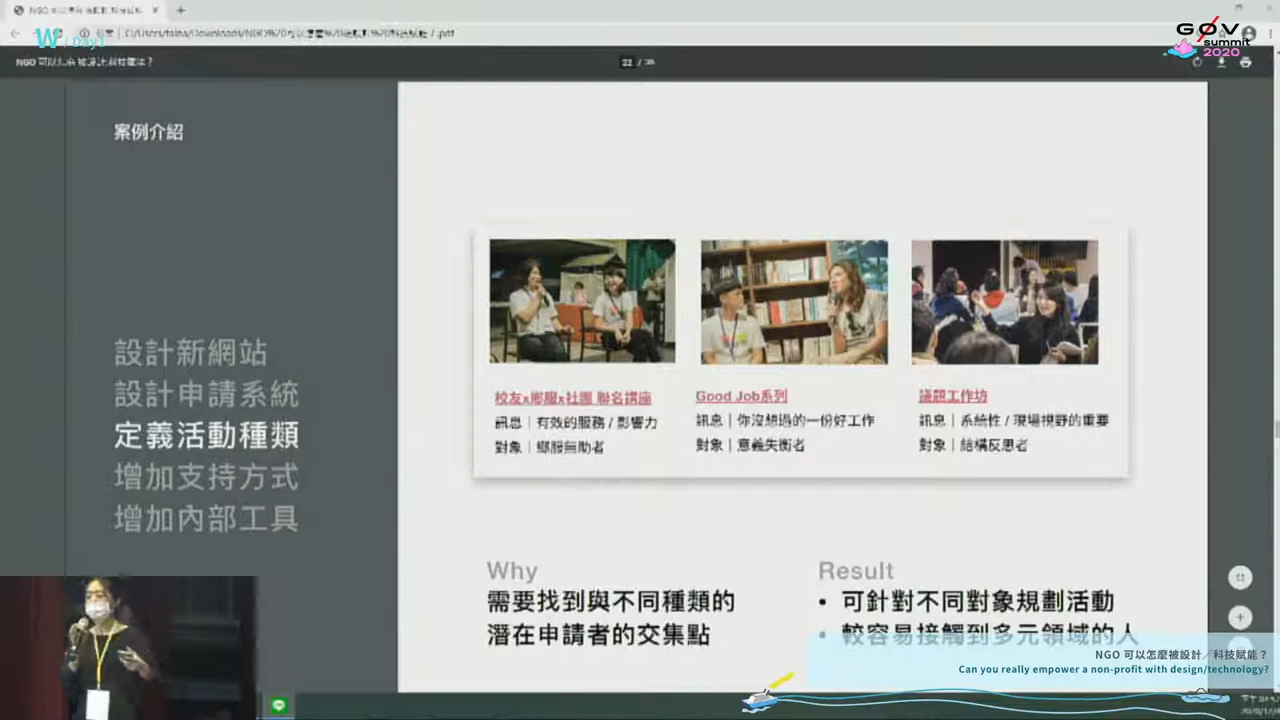 W / Day1
GØV
summit
2020
22 / 36
案例介紹
設計新網站
設計申請系統
定義活動種類
增加支持方式
增加內部工具
校友x鄉服x社團 聯名講座
訊息｜有效的服務 / 影響力
對象｜鄉服無助者
Good Job系列
訊息｜你沒想過的一份好工作
對象｜意義失衡者
議題工作坊
訊息｜系統性 / 現場視野的重要
對象｜結構反思者
Why
需要找到與不同種類的
潛在申請者的交集點
Result
• 可針對不同對象規劃活動
• 較容易接觸到多元領域的人
NGO 可以怎麼被設計／科技賦能？
Can you really empower a non-profit with design/technology?